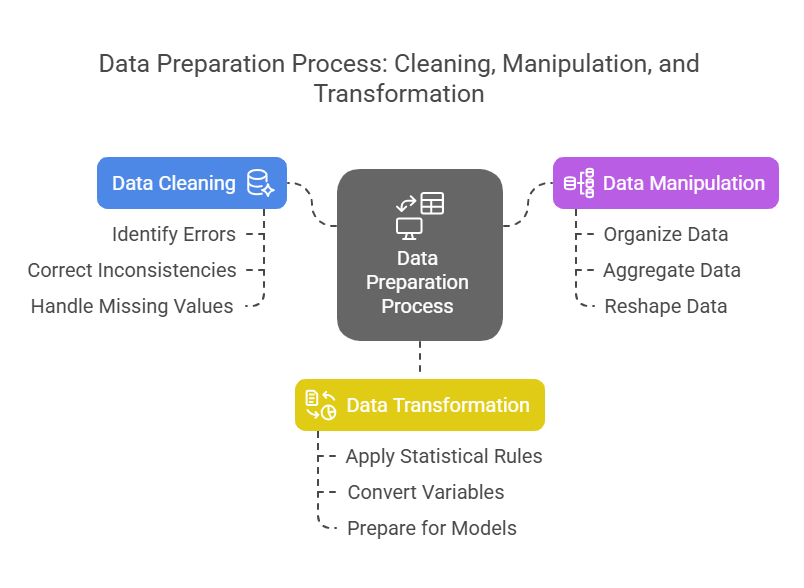 Data Preparation Process: Cleaning, Manipulation, and
Transformation
Data Cleaning
Identify Errors
Correct Inconsistencies
Handle Missing Values
Data
Preparation
Process
Data Manipulation
Organize Data
Aggregate Data
Reshape Data
Data Transformation
Apply Statistical Rules
Convert Variables
Prepare for Models